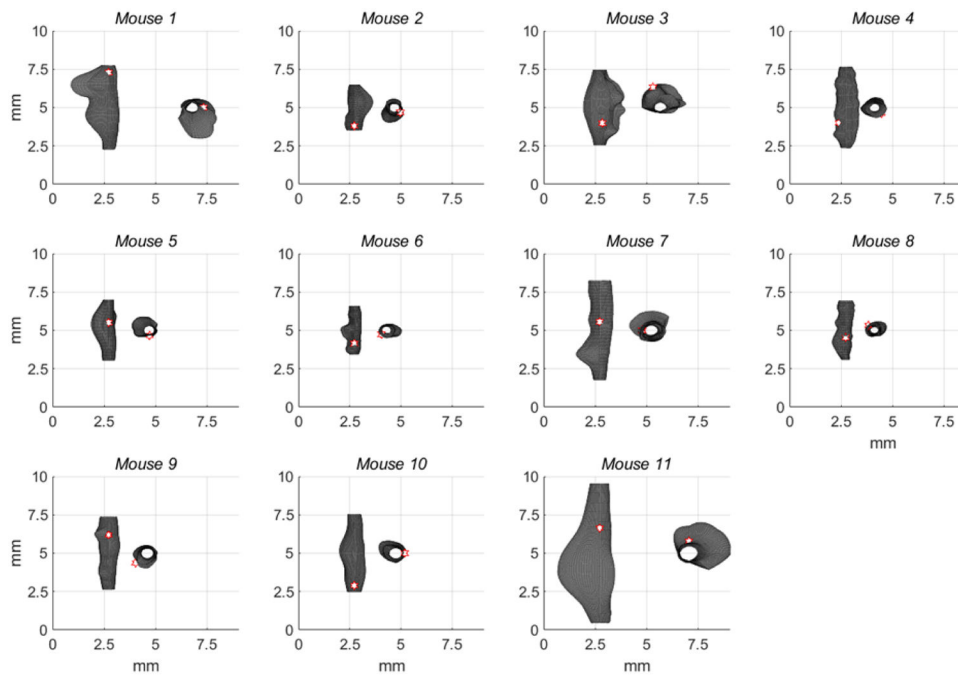 Mouse 1 Mouse 2 Mouse 3 Mouse 4
10 10 10 10
7.5 7.5 7.5 7.5
mm 5 5 5 5
2.5 2.5 2.5 2.5
0 0 0 0
0 2.5 5 7.5 0 2.5 5 7.5 0 2.5 5 7.5 0 2.5 5 7.5
Mouse 5 Mouse 6 Mouse 7 Mouse 8
10 10 10 10
7.5 7.5 7.5 7.5
mm 5 5 5 5
2.5 2.5 2.5 2.5
0 0 0 0
0 2.5 5 7.5 0 2.5 5 7.5 0 2.5 5 7.5 0 2.5 5 7.5
mm
Mouse 9 Mouse 10 Mouse 11
10 10 10
7.5 7.5 7.5
mm 5 5 5
2.5 2.5 2.5
0 0 0
0 2.5 5 7.5 0 2.5 5 7.5 0 2.5 5 7.5
mm mm mm